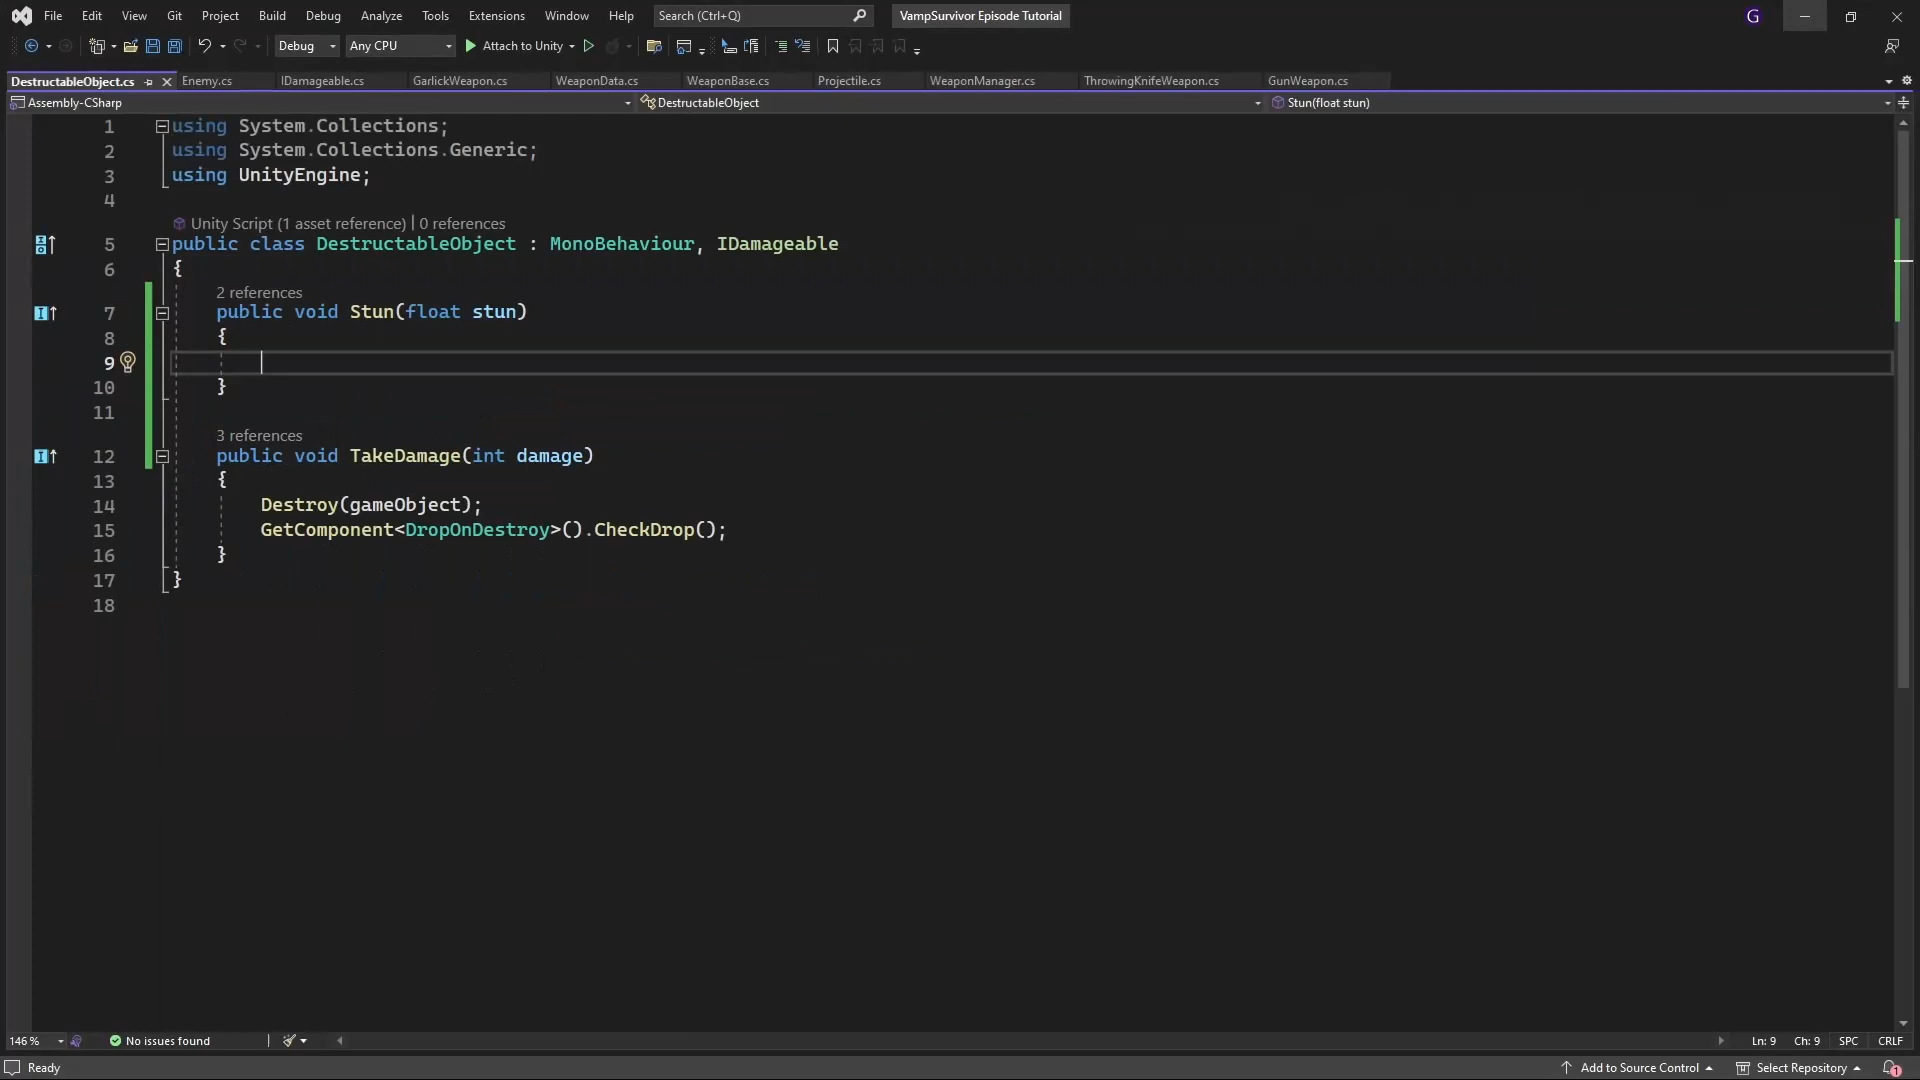 File Edit View Git Project Build Debug Analyze Tools Extensions Window Help Search (Ctrl+Q) VampSurvivor Episode Tutorial G
Debug Any CPU Attach to Unity
DestructableObject.cs Enemy.cs IDamageable.cs GarlickWeapon.cs WeaponData.cs WeaponBase.cs Projectile.cs WeaponManager.cs ThrowingKnifeWeapon.cs GunWeapon.cs
Assembly-CSharp DestructableObject Stun(float stun)
1 using System.Collections;
2 using System.Collections.Generic;
3 using UnityEngine;
4
Unity Script (1 asset reference) | 0 references
5 public class DestructableObject : MonoBehaviour, IDamageable
6 {
2 references
7 public void Stun(float stun)
8 {
9
10 }
11
3 references
12 public void TakeDamage(int damage)
13 {
14 Destroy(gameObject);
15 GetComponent<DropOnDestroy>().CheckDrop();
16 }
17 }
18
146 % No issues found Ln: 9 Ch: 9 SPC CRLF
Ready Add to Source Control Select Repository 1